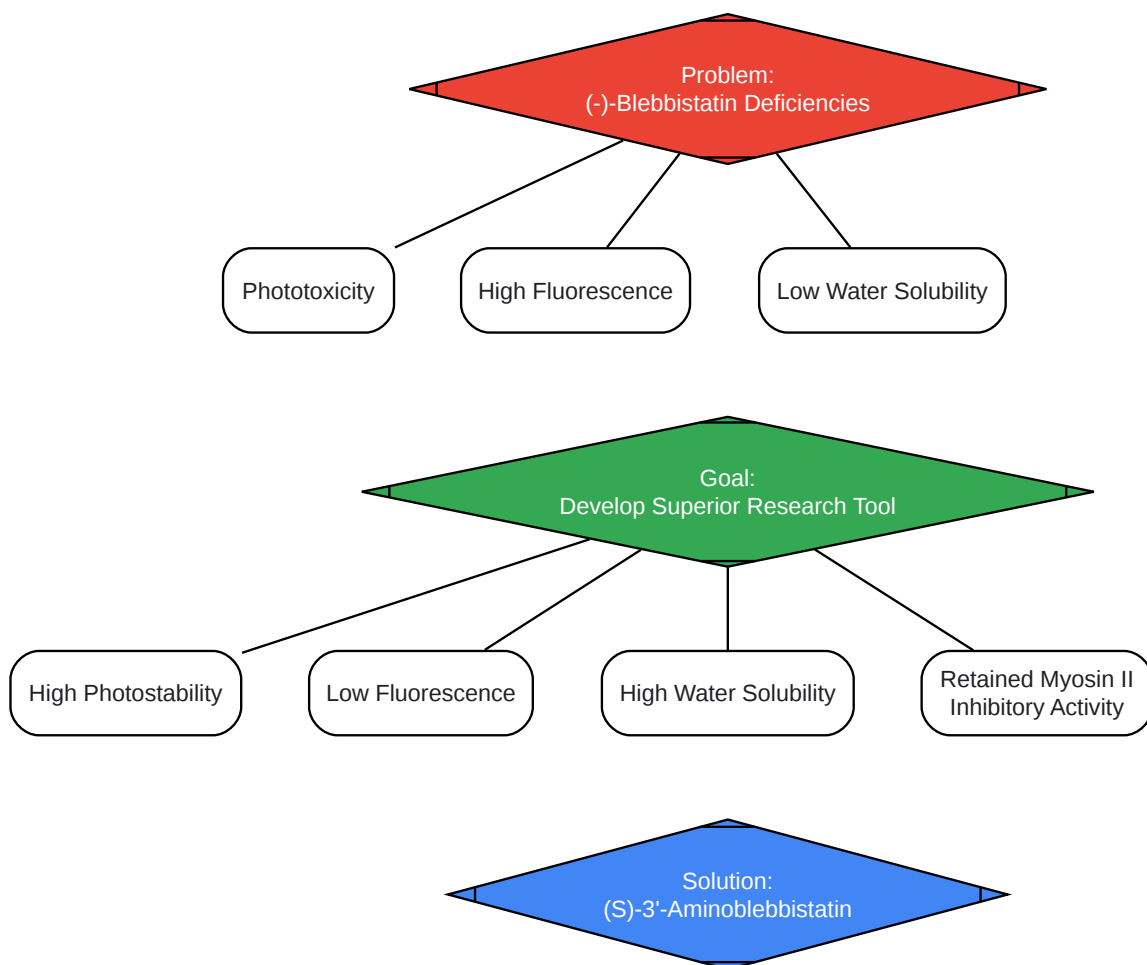 Problem:
(-)-Blebbistatin Deficiencies
Phototoxicity
High Fluorescence
Low Water Solubility
Goal:
Develop Superior Research Tool
High Photostability
Low Fluorescence
High Water Solubility
Retained Myosin II
Inhibitory Activity
Solution:
(S)-3'-Aminoblebbistatin